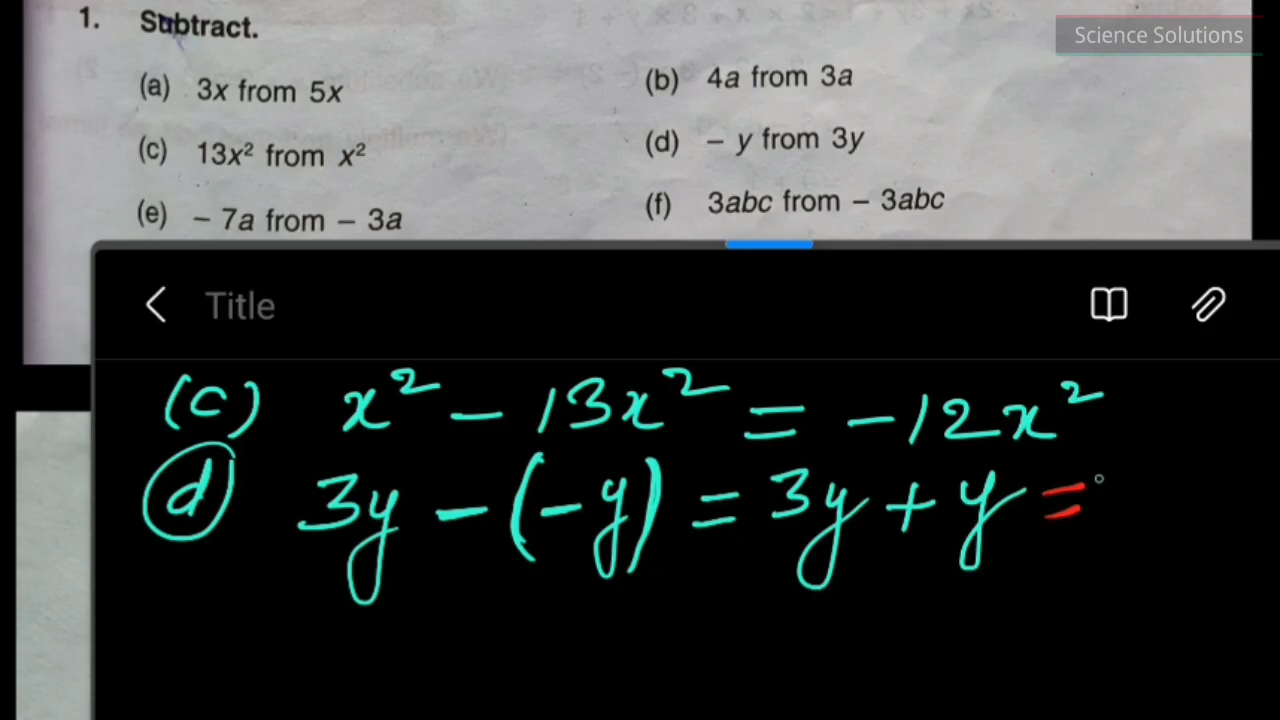 Science Solutions
1. Subtract.
(a) 3x from 5x (b) 4a from 3a
(c) 13x² from x² (d) – y from 3y
(e) – 7a from – 3a (f) 3abc from – 3abc
Title
(c) x² – 13x² = –12x²
(d) 3y – (–y) = 3y + y =